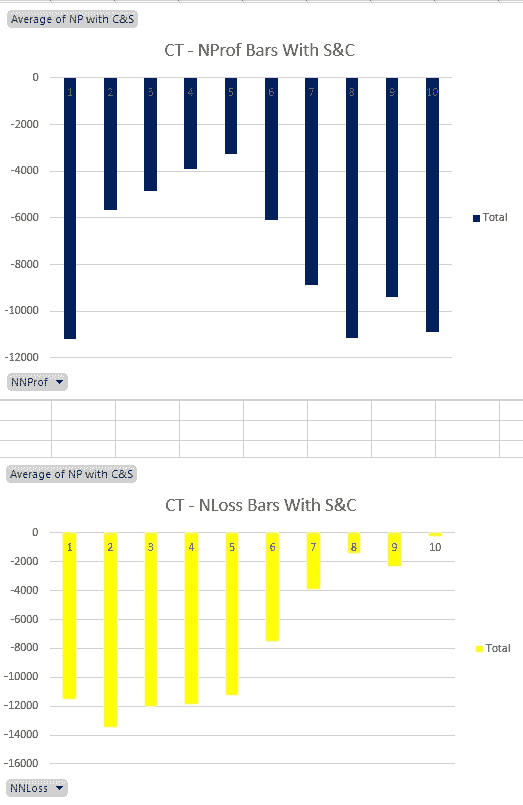 Average of NP with C&S
CT - NProf Bars With S&C
0
1 2 3 4 5 6 7 8 9 10
-2000
-4000
-6000
Total
-8000
-10000
-12000
NNProf
Average of NP with C&S
CT - NLoss Bars With S&C
0
1 2 3 4 5 6 7 8 9 10
-2000
-4000
-6000
-8000
Total
-10000
-12000
-14000
-16000
NNLoss